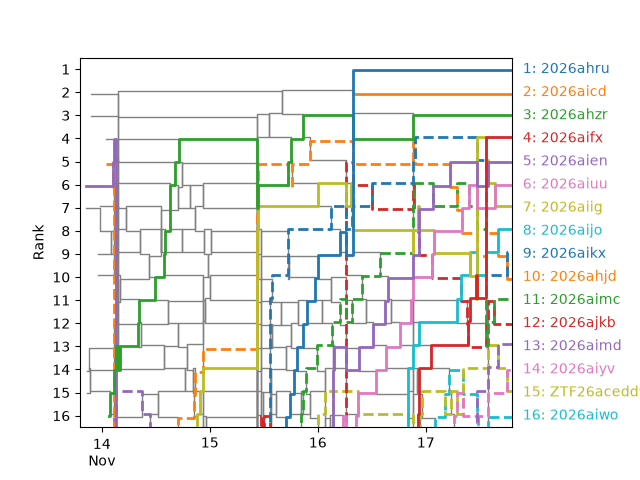 1
2
3
4
5
6
7
8
9
10
11
12
13
14
15
16
Rank
14
15
16
17
Nov
1: 2026ahru
2: 2026aicd
3: 2026ahzr
4: 2026aifx
5: 2026aien
6: 2026aiuu
7: 2026aiig
8: 2026aijo
9: 2026aikx
10: 2026ahjd
11: 2026aimc
12: 2026ajkb
13: 2026aimd
14: 2026aiyv
15: ZTF26acedd
16: 2026aiwo